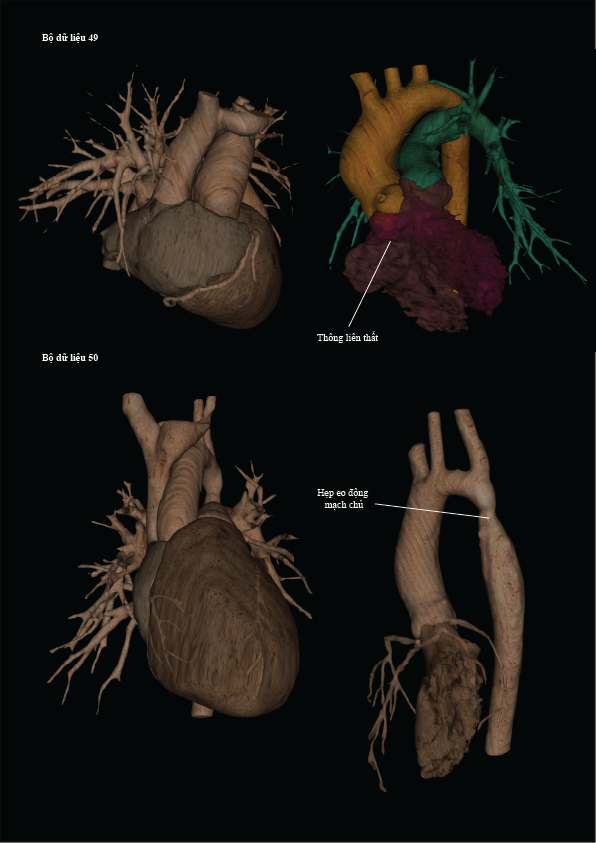 Bộ dữ liệu 49
Thông liên thất
Bộ dữ liệu 50
Hẹp eo động
mạch chủ